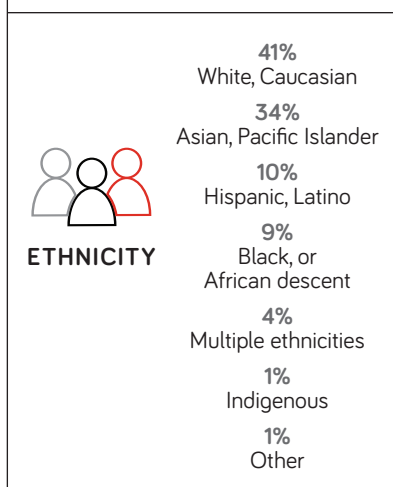 41%
White, Caucasian
34%
Asian, Pacific Islander
10%
Hispanic, Latino
ETHNICITY
9%
Black, or
African descent
4%
Multiple ethnicities
1%
Indigenous
1%
Other